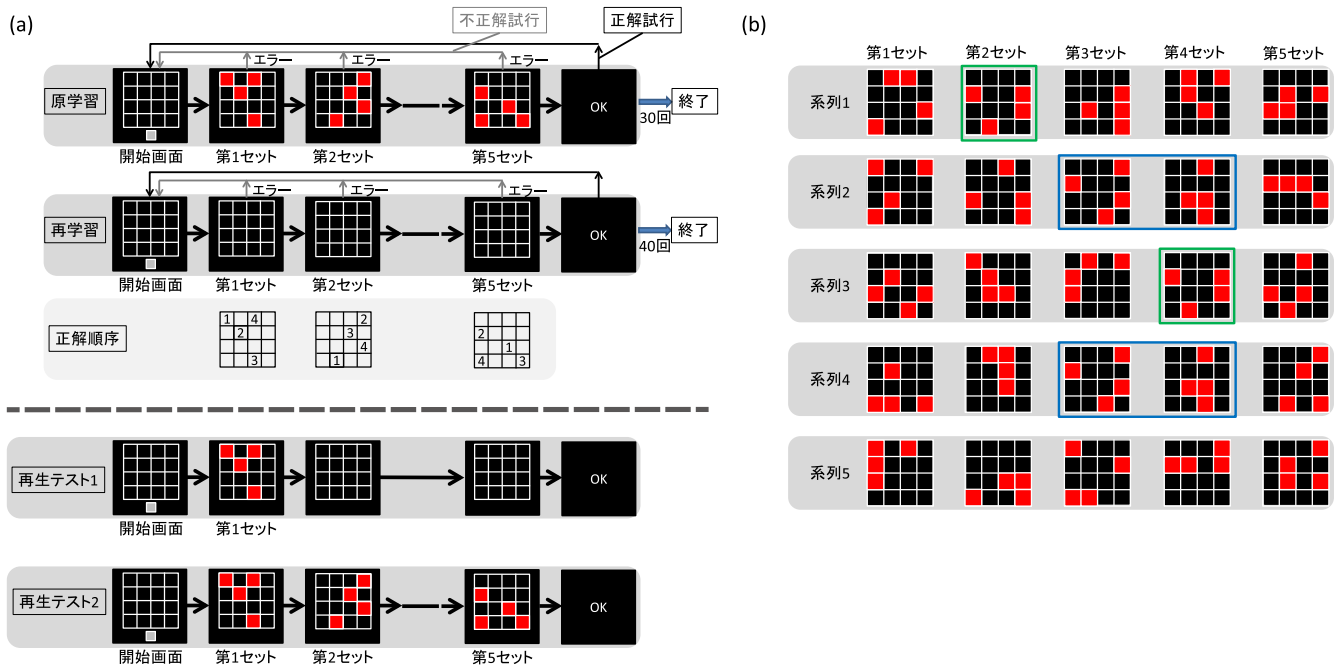 (a)
不正解試行
正解試行
エラー エラー エラー
原学習
OK
30回
終了
開始画面 第1セット 第2セット 第5セット
エラー エラー エラー
再学習
OK
40回
終了
開始画面 第1セット 第2セット 第5セット
正解順序
1 4
2
3
2
3
4
1
2
1
4 3
再生テスト1
OK
開始画面 第1セット
再生テスト2
OK
開始画面 第1セット 第2セット 第5セット
(b)
第1セット 第2セット 第3セット 第4セット 第5セット
系列1
系列2
系列3
系列4
系列5